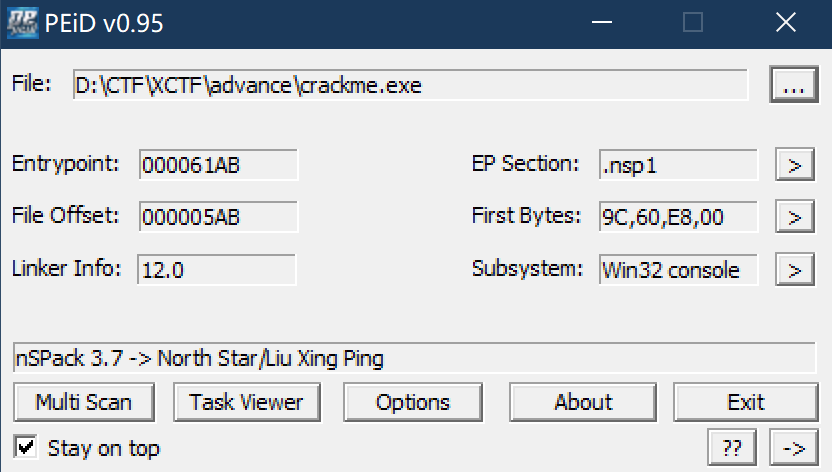 PEiD v0.95
File: D:\CTF\XCTF\advance\crackme.exe ...
Entrypoint: 000061AB EP Section: .nsp1 >
File Offset: 000005AB First Bytes: 9C,60,E8,00 >
Linker Info: 12.0 Subsystem: Win32 console >
nSPack 3.7 -> North Star/Liu Xing Ping
Multi Scan Task Viewer Options About Exit
Stay on top ?? ->